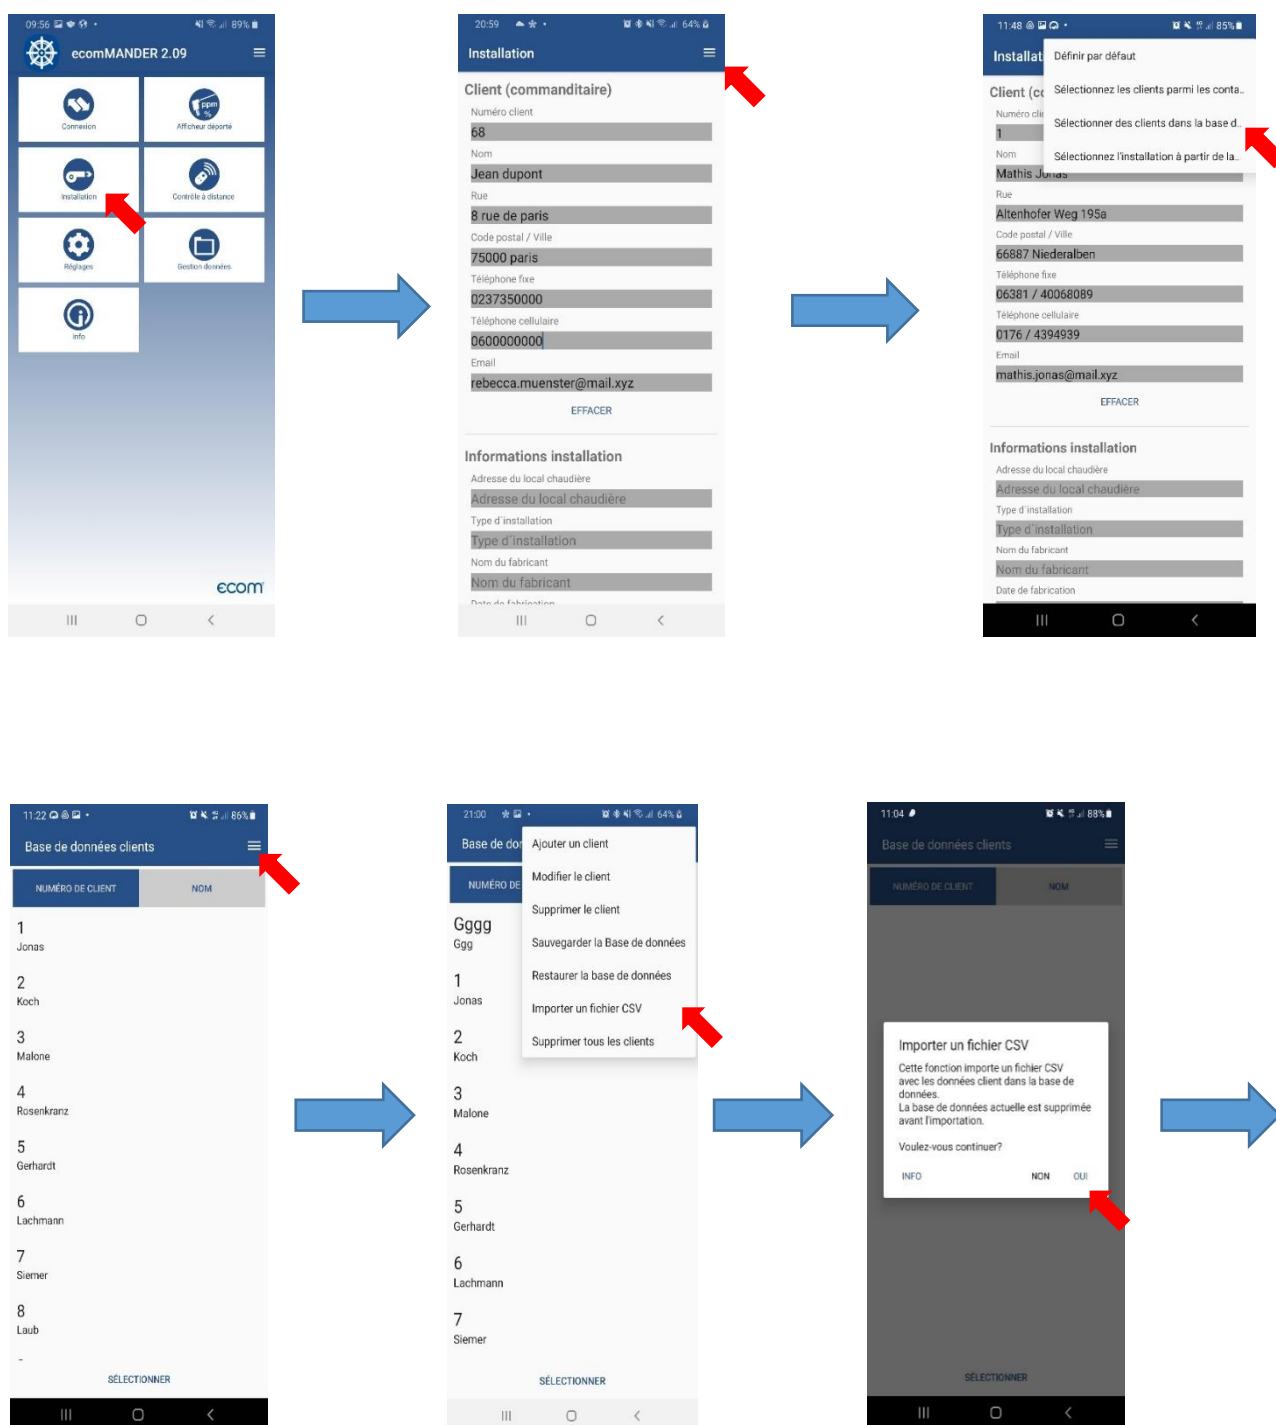 09:56
89%
ecomMANDER 2.09
Connexion
ppm
%
Afficheur déporté
Installation
Contrôle à distance
Réglages
Gestion données
Info
ecom
20:59
64%
Installation
Client (commanditaire)
Numéro client
68
Nom
Jean dupont
Rue
8 rue de paris
Code postal / Ville
75000 paris
Téléphone fixe
0237350000
Téléphone cellulaire
0600000000
Email
rebecca.muenster@mail.xyz
EFFACER
Informations installation
Adresse du local chaudière
Adresse du local chaudière
Type d´installation
Type d´installation
Nom du fabricant
Nom du fabricant
Date de fabrication
11:48
85%
Installat
Définir par défaut
Sélectionnez les clients parmi les conta..
Sélectionner des clients dans la base d..
Sélectionnez l'installation à partir de la..
Client (co
Numéro clie
1
Nom
Mathis Jonas
Rue
Altenhofer Weg 195a
Code postal / Ville
66887 Niederalben
Téléphone fixe
06381 / 40068089
Téléphone cellulaire
0176 / 4394939
Email
mathis.jonas@mail.xyz
EFFACER
Informations installation
Adresse du local chaudière
Adresse du local chaudière
Type d´installation
Type d´installation
Nom du fabricant
Nom du fabricant
Date de fabrication
11:22
86%
Base de données clients
NUMÉRO DE CLIENT
NOM
1
Jonas
2
Koch
3
Malone
4
Rosenkranz
5
Gerhardt
6
Lachmann
7
Siemer
8
Laub
SÉLECTIONNER
21:00
64%
Base de don
NUMÉRO DE
Ajouter un client
Modifier le client
Supprimer le client
Sauvegarder la Base de données
Restaurer la base de données
Importer un fichier CSV
Supprimer tous les clients
Gggg
Ggg
1
Jonas
2
Koch
3
Malone
4
Rosenkranz
5
Gerhardt
6
Lachmann
7
Siemer
SÉLECTIONNER
11:04
88%
Base de données clients
NUMÉRO DE CLIENT
NOM
Importer un fichier CSV
Cette fonction importe un fichier CSV
avec les données client dans la base de
données.
La base de données actuelle est supprimée
avant l'importation.
Voulez-vous continuer?
INFO
NON
OUI
SÉLECTIONNER